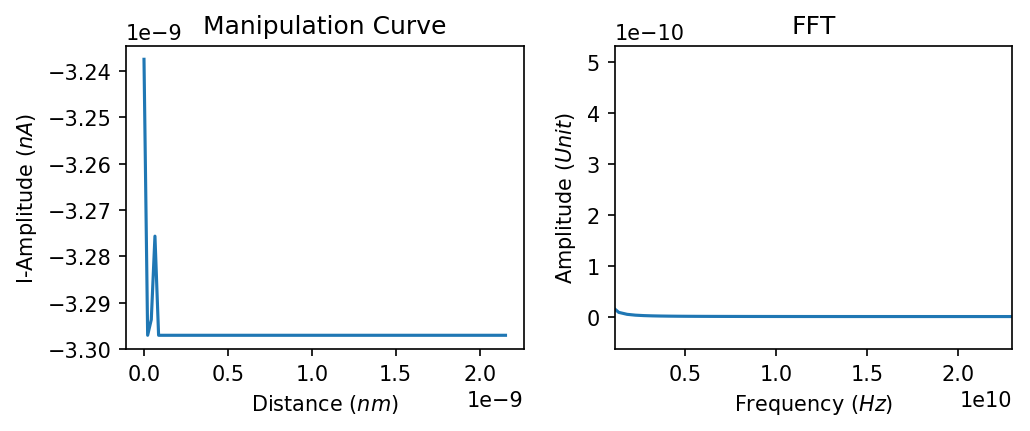 Manipulation Curve
1e−9
−3.24
−3.25
−3.26
−3.27
−3.28
−3.29
−3.30
I-Amplitude (nA)
0.0 0.5 1.0 1.5 2.0
1e−9
Distance (nm)
FFT
1e−10
5
4
3
2
1
0
Amplitude (Unit)
0.5 1.0 1.5 2.0
1e10
Frequency (Hz)